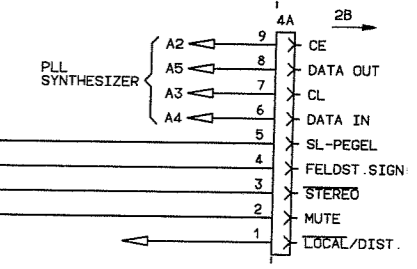 4A 2B
A2 9 CE
A5 8 DATA OUT
PLL
SYNTHESIZER
A3 7 CL
A4 6 DATA IN
5 SL-PEGEL
4 FELDST.SIGN
3 STEREO
2 MUTE
1 LOCAL/DIST.